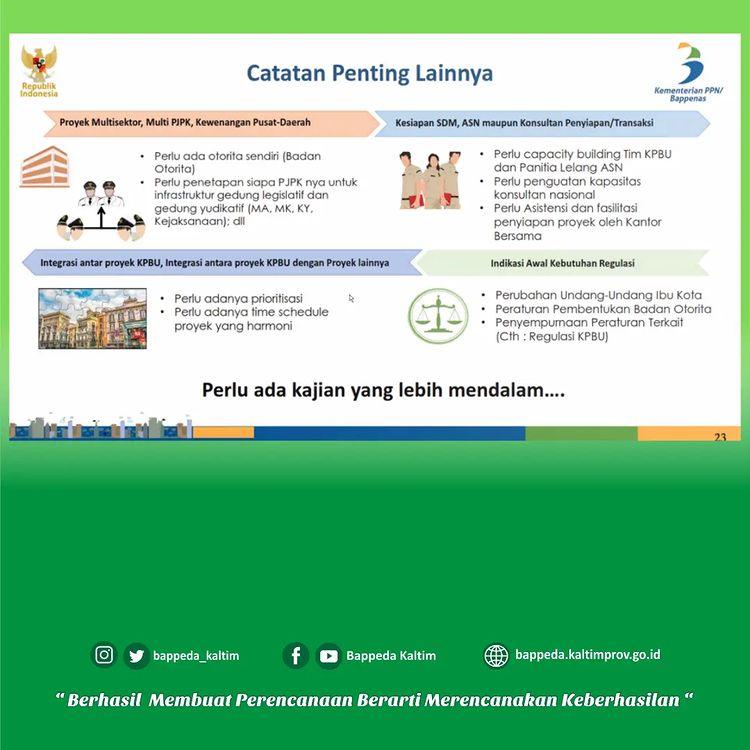 Republik
Indonesia
Catatan Penting Lainnya
Kementerian PPN/
Bappenas
Proyek Multisektor, Multi PJPK, Kewenangan Pusat-Daerah
• Perlu ada otorita sendiri (Badan
Otorita)
• Perlu penetapan siapa PJPK nya untuk
infrastruktur gedung legislatif dan
gedung yudikatif (MA, MK, KY,
Kejaksanaan); dll
Kesiapan SDM, ASN maupun Konsultan Penyiapan/Transaksi
• Perlu capacity building Tim KPBU
dan Panitia Lelang ASN
• Perlu penguatan kapasitas
konsultan nasional
• Perlu Asistensi dan fasilitasi
penyiapan proyek oleh Kantor
Bersama
Integrasi antar proyek KPBU, Integrasi antara proyek KPBU dengan Proyek lainnya
• Perlu adanya prioritisasi
• Perlu adanya time schedule
proyek yang harmoni
Indikasi Awal Kebutuhan Regulasi
• Perubahan Undang-Undang Ibu Kota
• Peraturan Pembentukan Badan Otorita
• Penyempurnaan Peraturan Terkait
(Cth : Regulasi KPBU)
Perlu ada kajian yang lebih mendalam....
23
bappeda_kaltim
Bappeda Kaltim
bappeda.kaltimprov.go.id
“ Berhasil Membuat Perencanaan Berarti Merencanakan Keberhasilan “